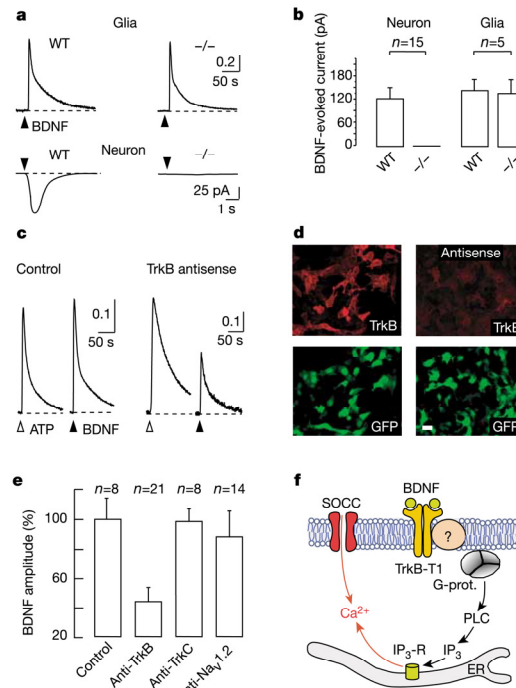 a
Glia
WT
−/−
0.2
50 s
BDNF
Neuron
WT
−/−
25 pA
1 s
b
Neuron
Glia
n=15
n=5
BDNF-evoked current (pA)
180
120
60
0
WT
−/−
WT
−/−
c
Control
TrkB antisense
0.1
50 s
0.1
50 s
ATP
BDNF
d
Antisense
TrkB
TrkB
GFP
GFP
e
n=8
n=21
n=8
n=14
BDNF amplitude (%)
100
60
20
Control
Anti-TrkB
Anti-TrkC
f
BDNF
SOCC
?
TrkB-T1
G-prot.
Ca²⁺
PLC
IP₃-R
IP₃
ER